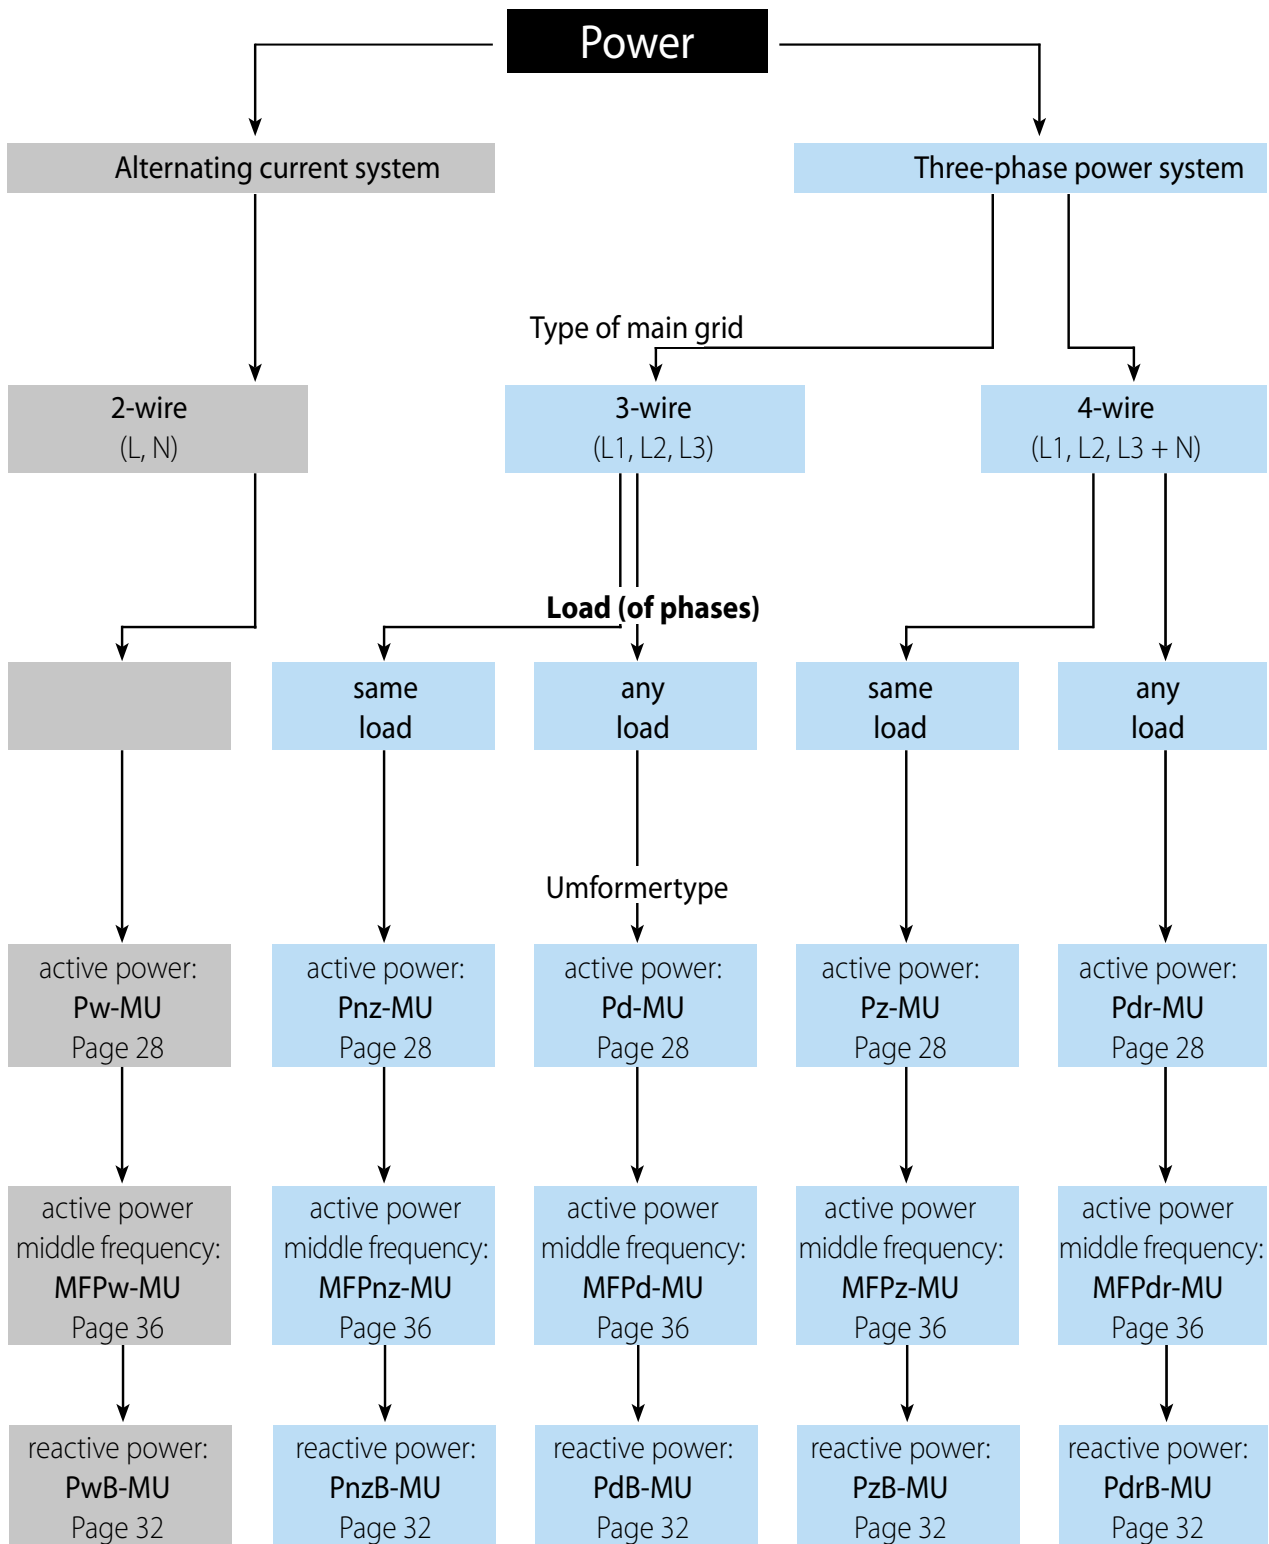 Power
Alternating current system
Three-phase power system
Type of main grid
2-wire
(L, N)
3-wire
(L1, L2, L3)
4-wire
(L1, L2, L3 + N)
Load (of phases)
same
load
any
load
same
load
any
load
Umformertype
active power:
Pw-MU
Page 28
active power:
Pnz-MU
Page 28
active power:
Pd-MU
Page 28
active power:
Pz-MU
Page 28
active power:
Pdr-MU
Page 28
active power
middle frequency:
MFPw-MU
Page 36
active power
middle frequency:
MFPnz-MU
Page 36
active power
middle frequency:
MFPd-MU
Page 36
active power
middle frequency:
MFPz-MU
Page 36
active power
middle frequency:
MFPdr-MU
Page 36
reactive power:
PwB-MU
Page 32
reactive power:
PnzB-MU
Page 32
reactive power:
PdB-MU
Page 32
reactive power:
PzB-MU
Page 32
reactive power:
PdrB-MU
Page 32